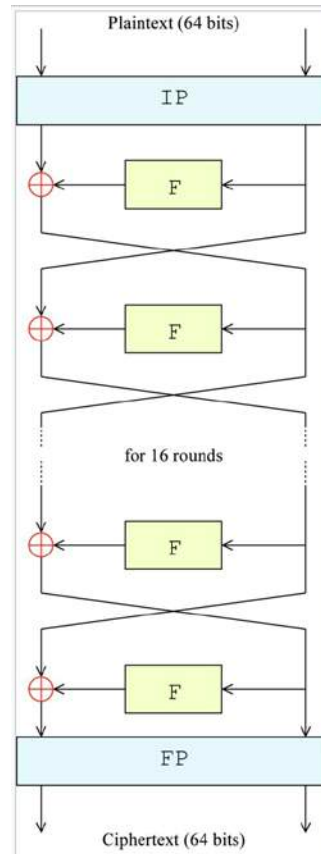 Plaintext (64 bits)
IP
F
F
for 16 rounds
F
F
FP
Ciphertext (64 bits)